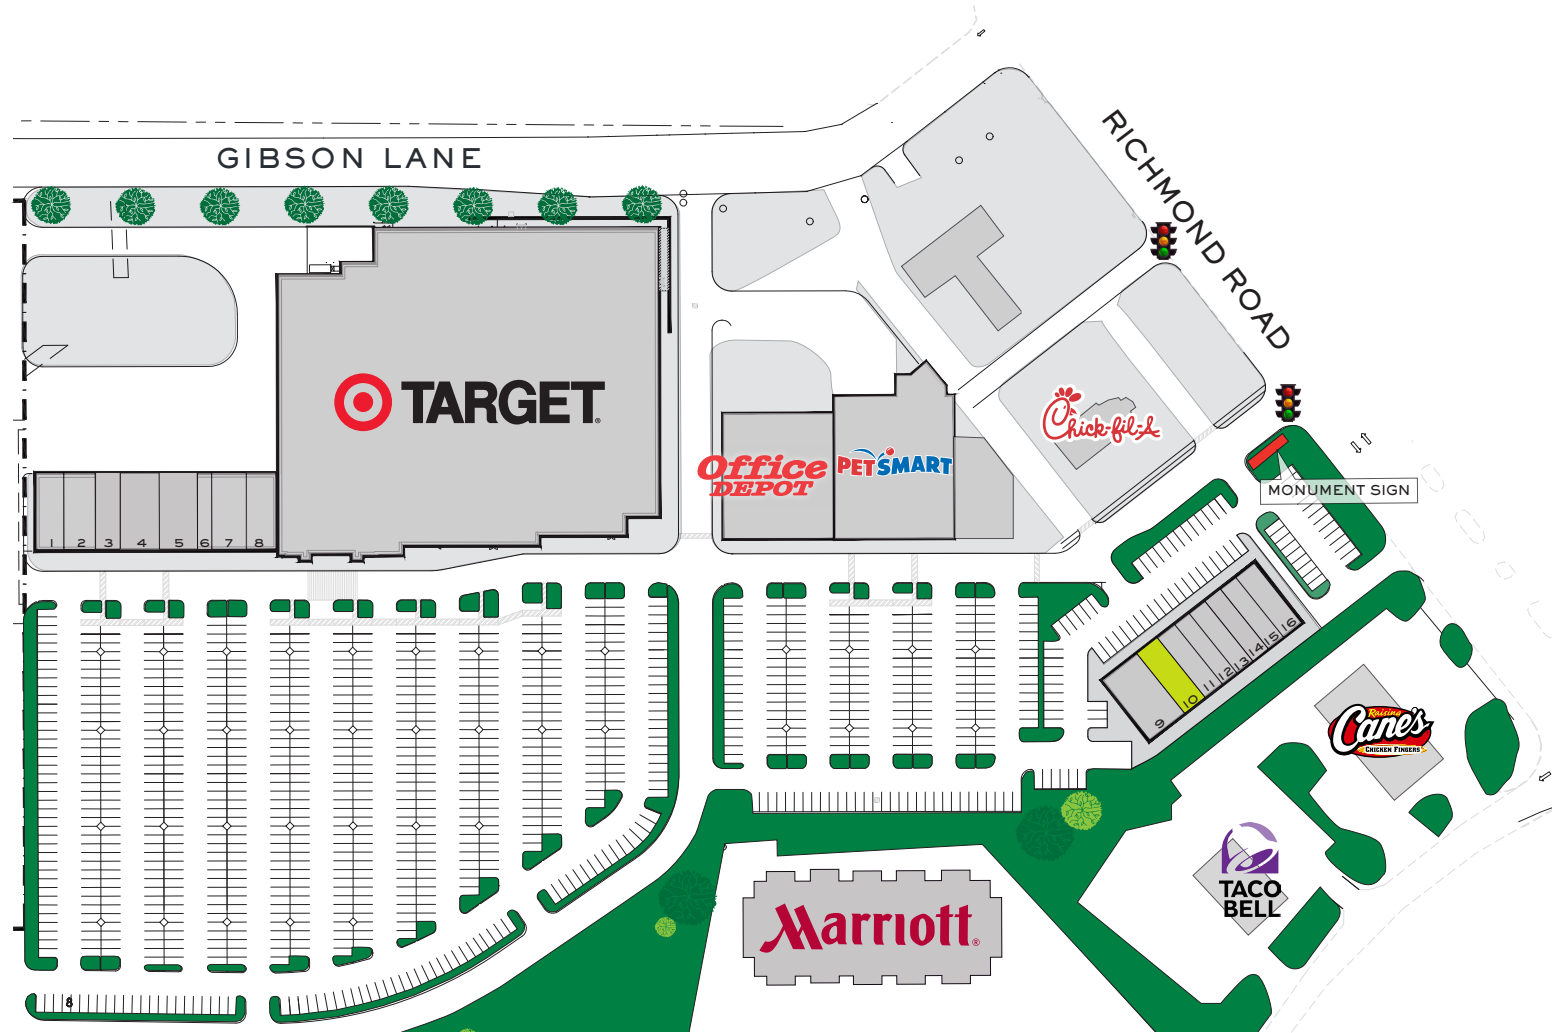 GIBSON LANE
RICHMOND ROAD
TARGET
Office
DEPOT
PETSMART
Chick-fil-A
MONUMENT SIGN
1 2 3 4 5 6 7 8
9 10 11 12 13 14 15 16
Raising
Cane's
CHICKEN FINGERS
TACO
BELL
Marriott ®
8